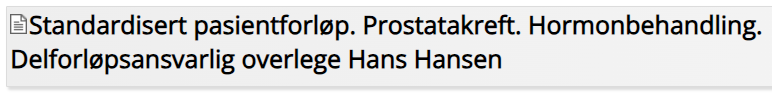 Standardisert pasientforløp. Prostatakreft. Hormonbehandling.
Delforløpsansvarlig overlege Hans Hansen